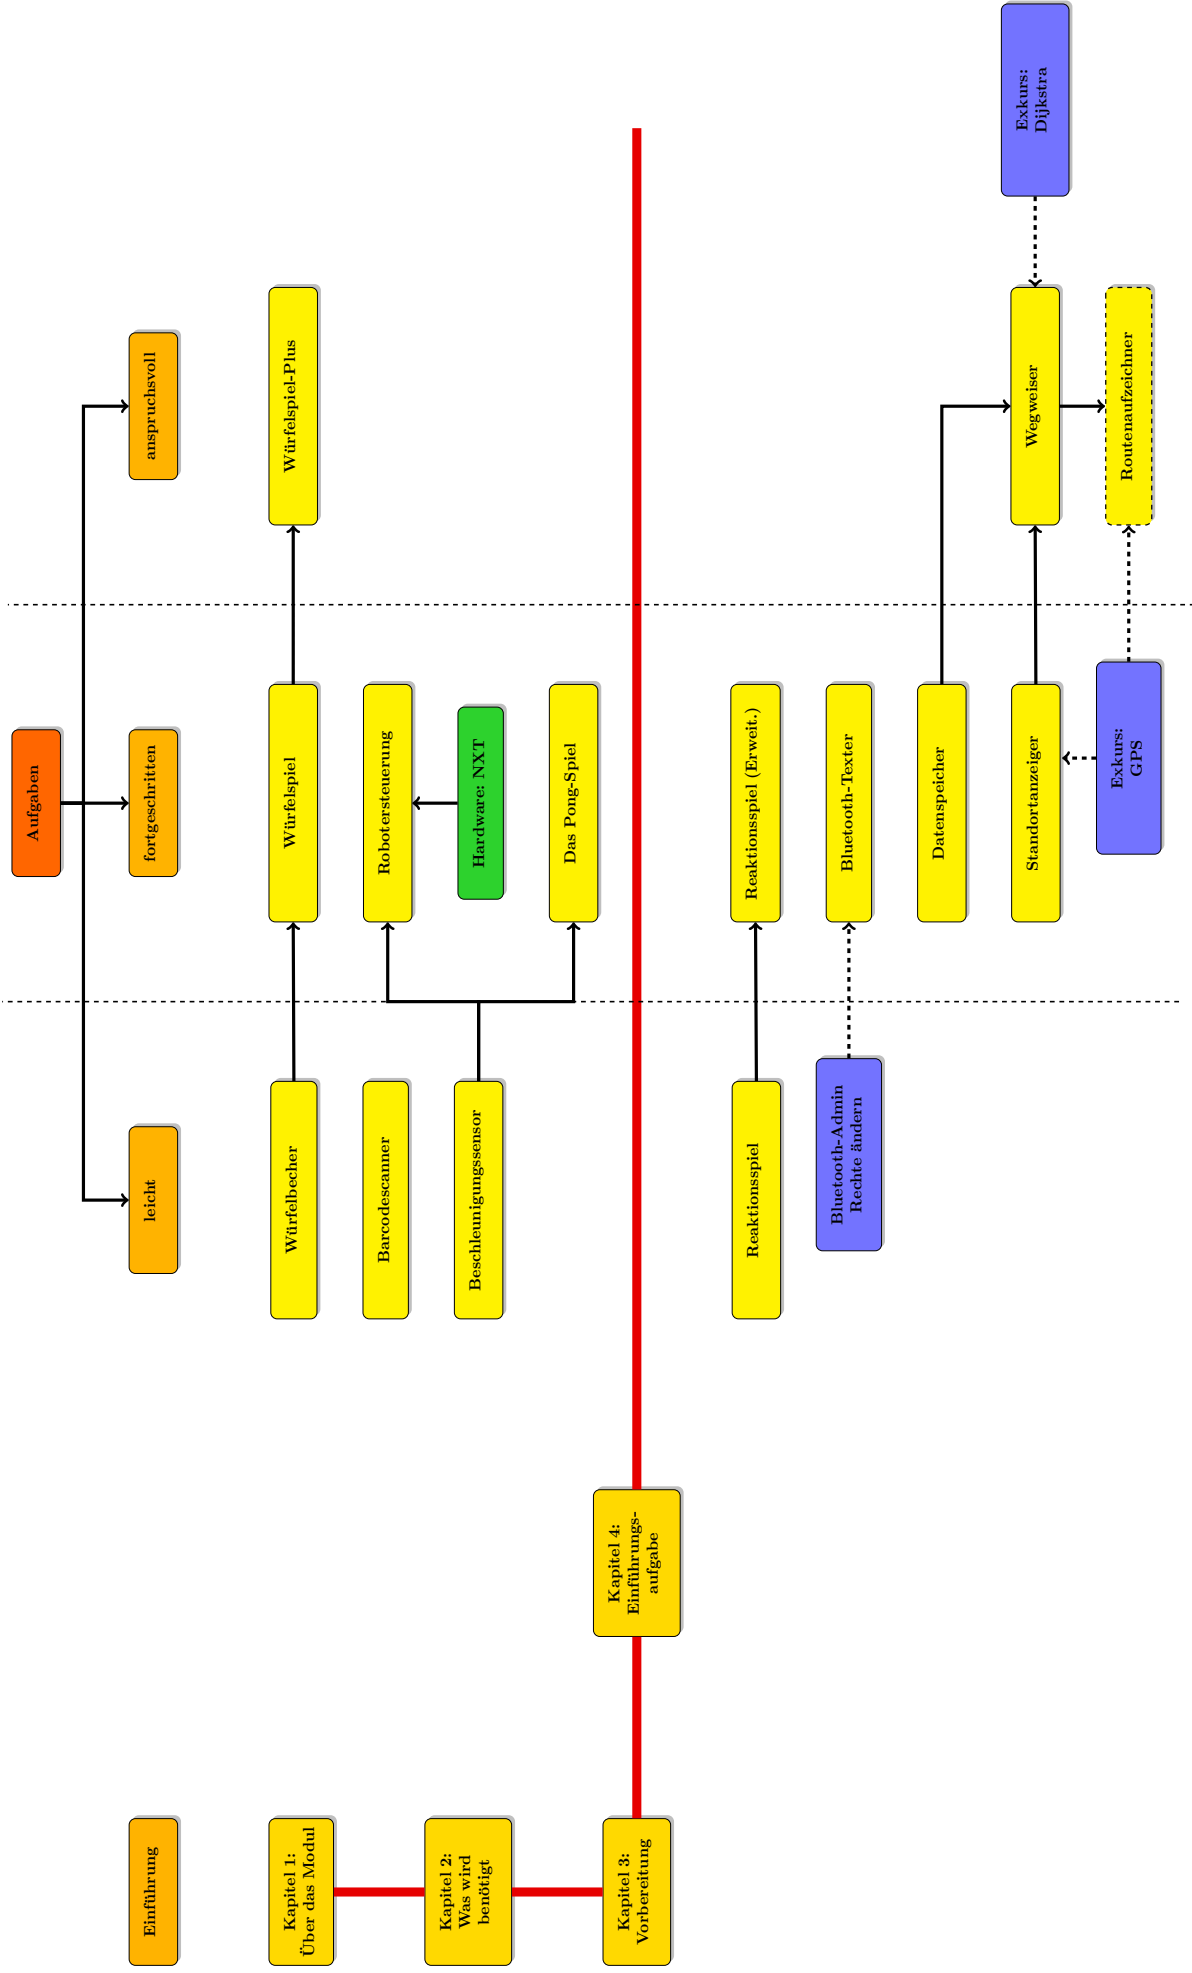 Aufgaben
Einführung
leicht
fortgeschritten
anspruchsvoll
Kapitel 1:
Über das Modul
Würfelbecher
Würfelspiel
Würfelspiel-Plus
Barcodescanner
Robotersteuerung
Kapitel 2:
Was wird
benötigt
Beschleunigungssensor
Hardware: NXT
Das Pong-Spiel
Kapitel 3:
Vorbereitung
Kapitel 4:
Einführungs-
aufgabe
Reaktionsspiel
Reaktionsspiel (Erweit.)
Bluetooth-Admin
Rechte ändern
Bluetooth-Texter
Datenspeicher
Standortanzeiger
Wegweiser
Exkurs:
Dijkstra
Exkurs:
GPS
Routenaufzeichner